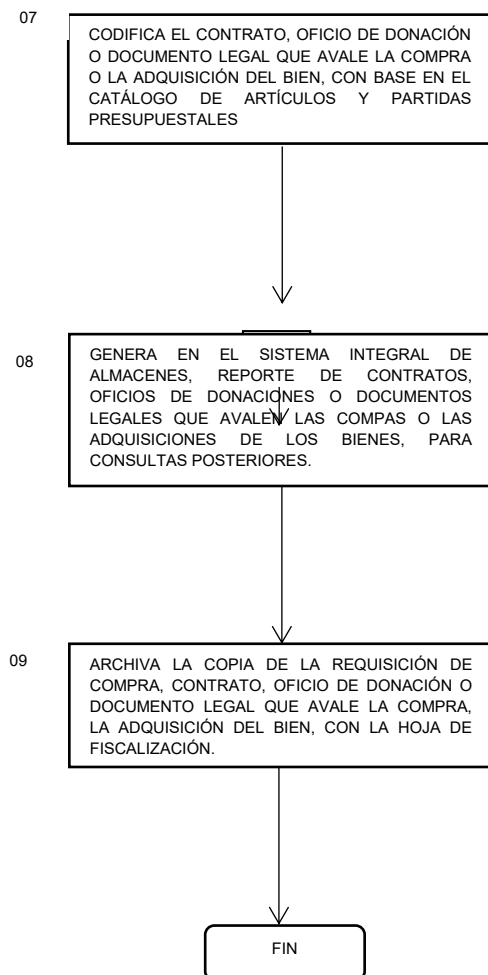 07
CODIFICA EL CONTRATO, OFICIO DE DONACIÓN
O DOCUMENTO LEGAL QUE AVALE LA COMPRA
O LA ADQUISICIÓN DEL BIEN, CON BASE EN EL
CATÁLOGO DE ARTÍCULOS Y PARTIDAS
PRESUPUESTALES
08
GENERA EN EL SISTEMA INTEGRAL DE
ALMACENES, REPORTE DE CONTRATOS,
OFICIOS DE DONACIONES O DOCUMENTOS
LEGALES QUE AVALEN LAS COMPAS O LAS
ADQUISICIONES DE LOS BIENES, PARA
CONSULTAS POSTERIORES.
09
ARCHIVA LA COPIA DE LA REQUISICIÓN DE
COMPRA, CONTRATO, OFICIO DE DONACIÓN O
DOCUMENTO LEGAL QUE AVALE LA COMPRA,
LA ADQUISICIÓN DEL BIEN, CON LA HOJA DE
FISCALIZACIÓN.
FIN